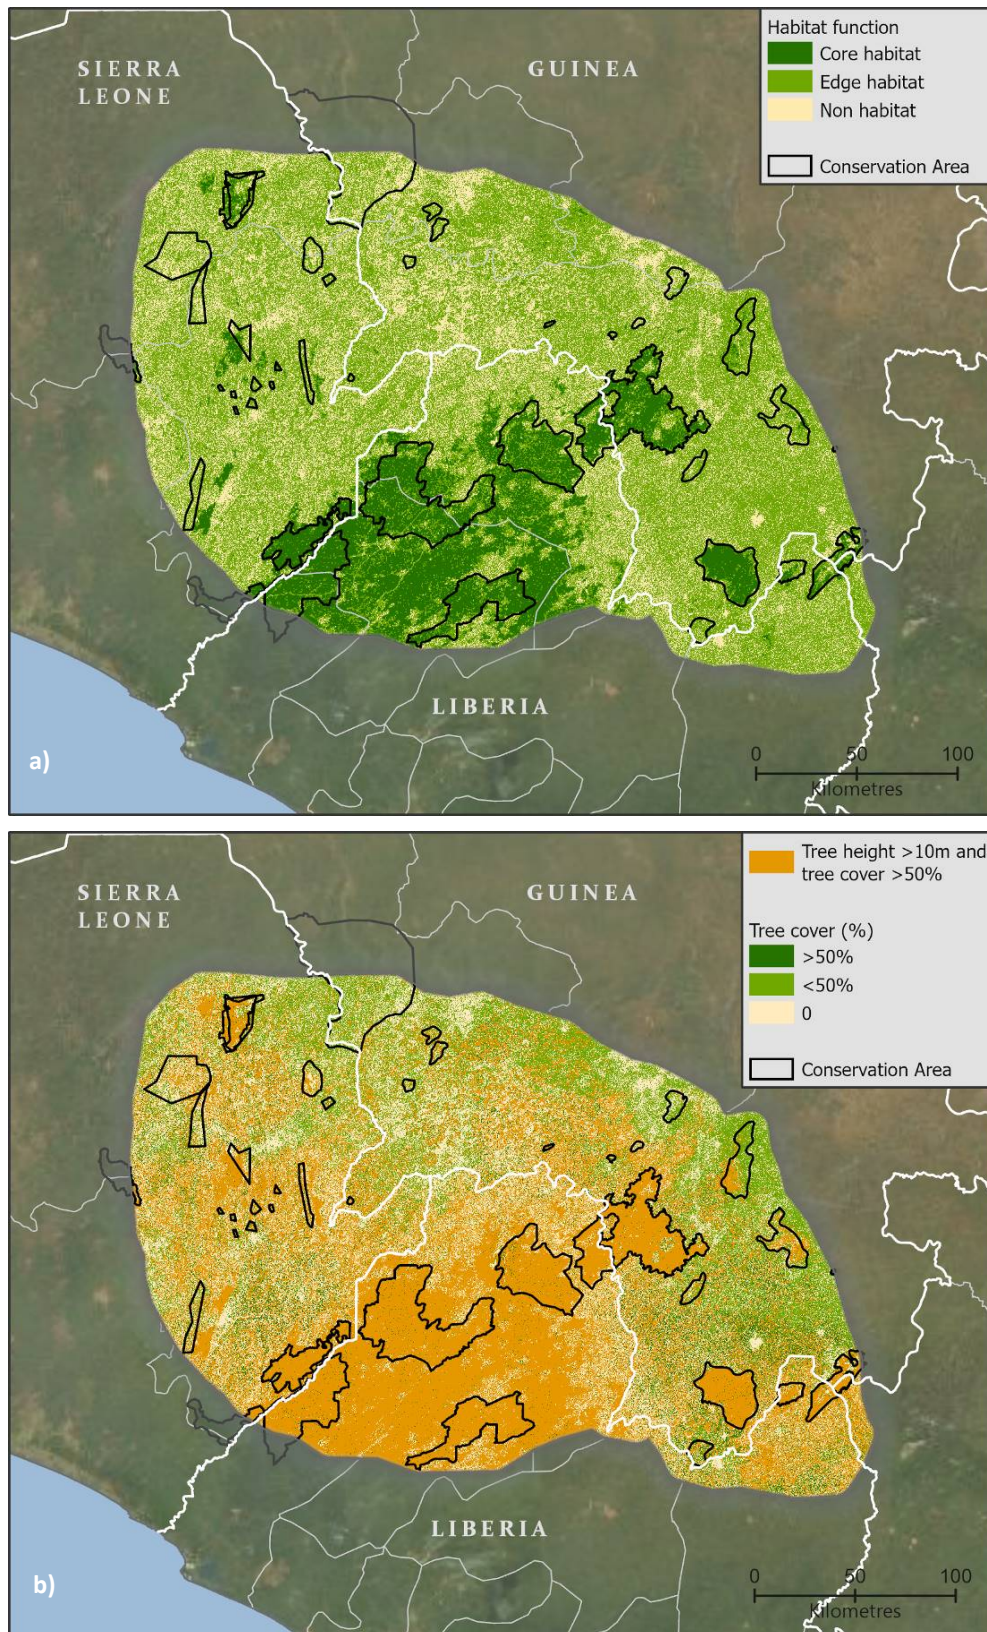 SIERRA
LEONE
GUINEA
Habitat function
Core habitat
Edge habitat
Non habitat
Conservation Area
LIBERIA
a)
0 50 100
Kilometres
SIERRA
LEONE
GUINEA
Tree height >10m and
tree cover >50%
Tree cover (%)
>50%
<50%
0
Conservation Area
LIBERIA
b)
0 50 100
Kilometres